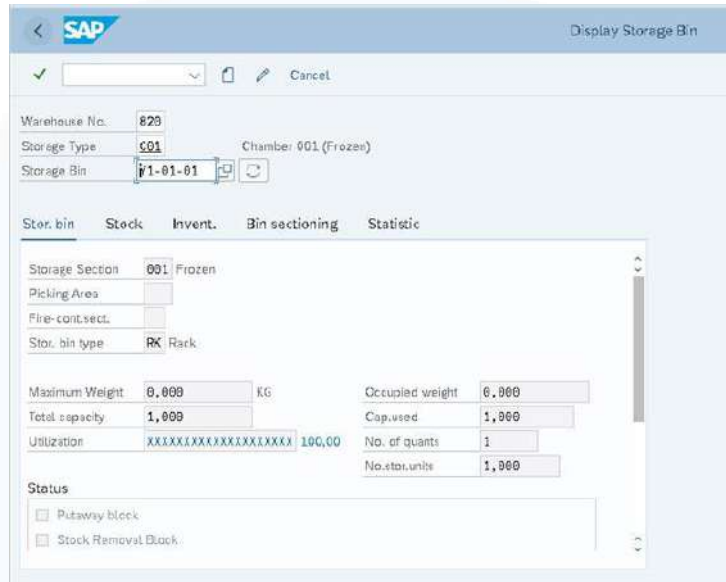 SAP Display Storage Bin
Cancel
Warehouse No. 820
Storage Type C01 Chamber 001 (Frozen)
Storage Bin 1-01-01
Stor. bin Stock Invent. Bin sectioning Statistic
Storage Section 001 Frozen
Picking Area
Fire-cont.sect.
Stor. bin type RK Rack
Maximum Weight 0.000 KG Occupied weight 0.000
Total capacity 1,000 Cap.used 1,000
Utilization XXXXXXXXXXXXXXXXXXXX 100,00 No. of quants 1
No.stor.units 1,000
Status
Putaway block
Stock Removal Block